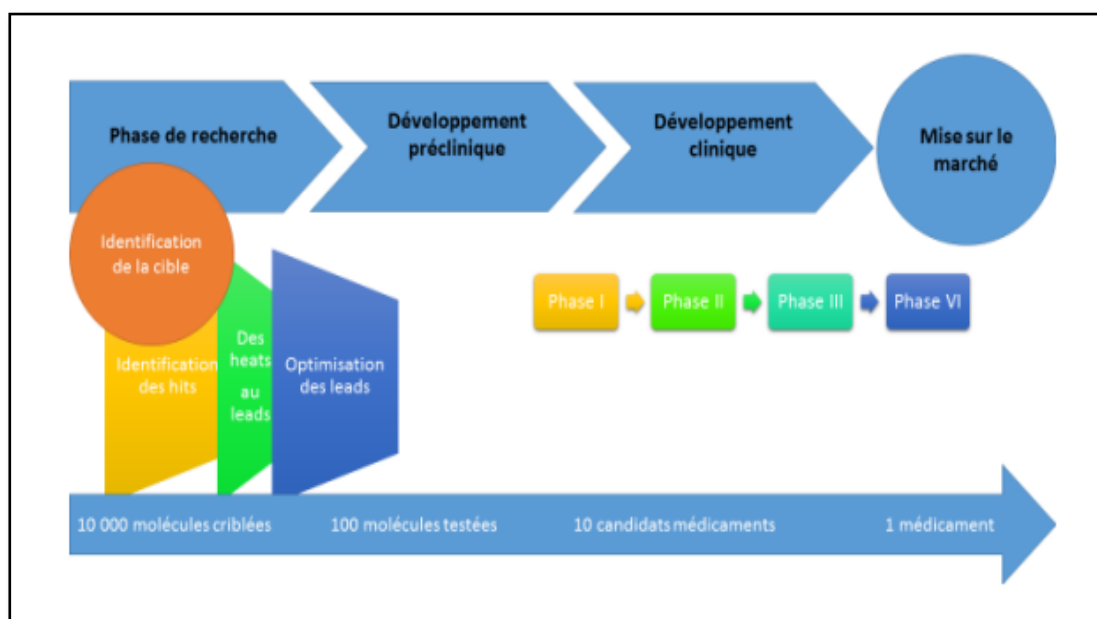 Phase de recherche
Développement
préclinique
Développement
clinique
Mise sur le
marché
Identification
de la cible
Identification
des hits
Des
heats
au
leads
Optimisation
des leads
Phase I
Phase II
Phase III
Phase VI
10 000 molécules criblées
100 molécules testées
10 candidats médicaments
1 médicament